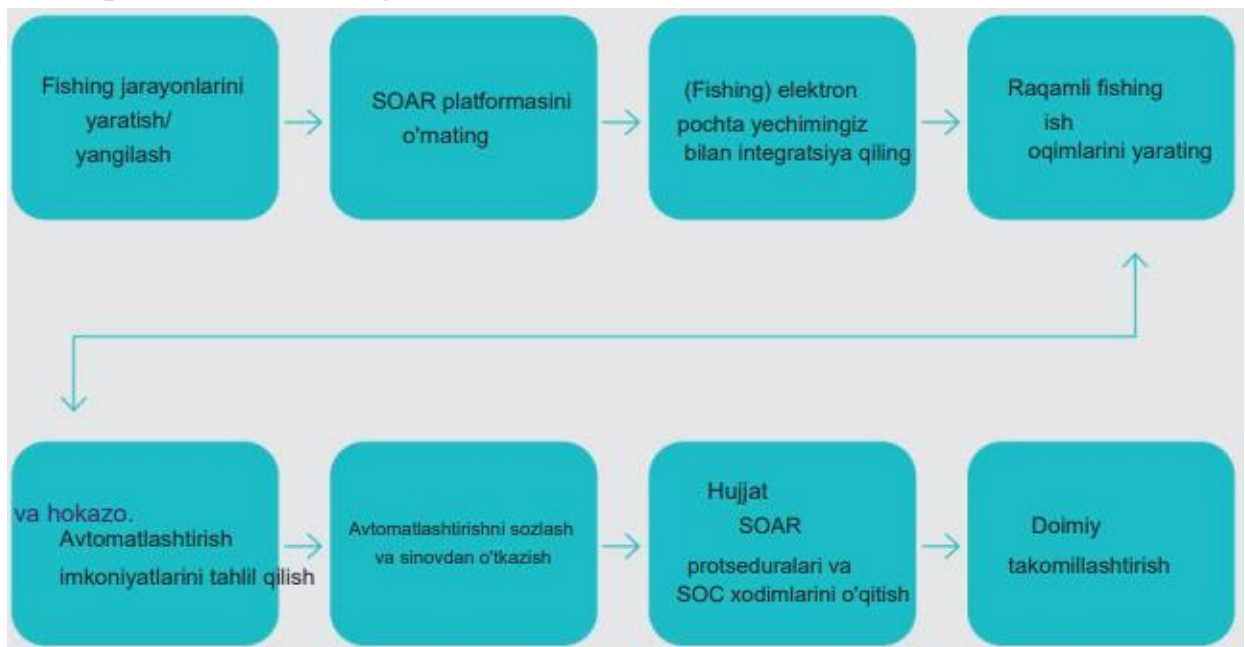 Fishing jarayonlarini
yaratish/
yangilash
SOAR platformasini
o'rnating
(Fishing) elektron
pochta yechimingiz
bilan integratsiya qiling
Raqamli fishing
ish
oqimlarini yarating
va hokazo.
Avtomatlashtirish
imkoniyatlarini tahlil qilish
Avtomatlashtirishni sozlash
va sinovdan o'tkazish
Hujjat
SOAR
protseduralari va
SOC xodimlarini o'qitish
Doimiy
takomillashtirish